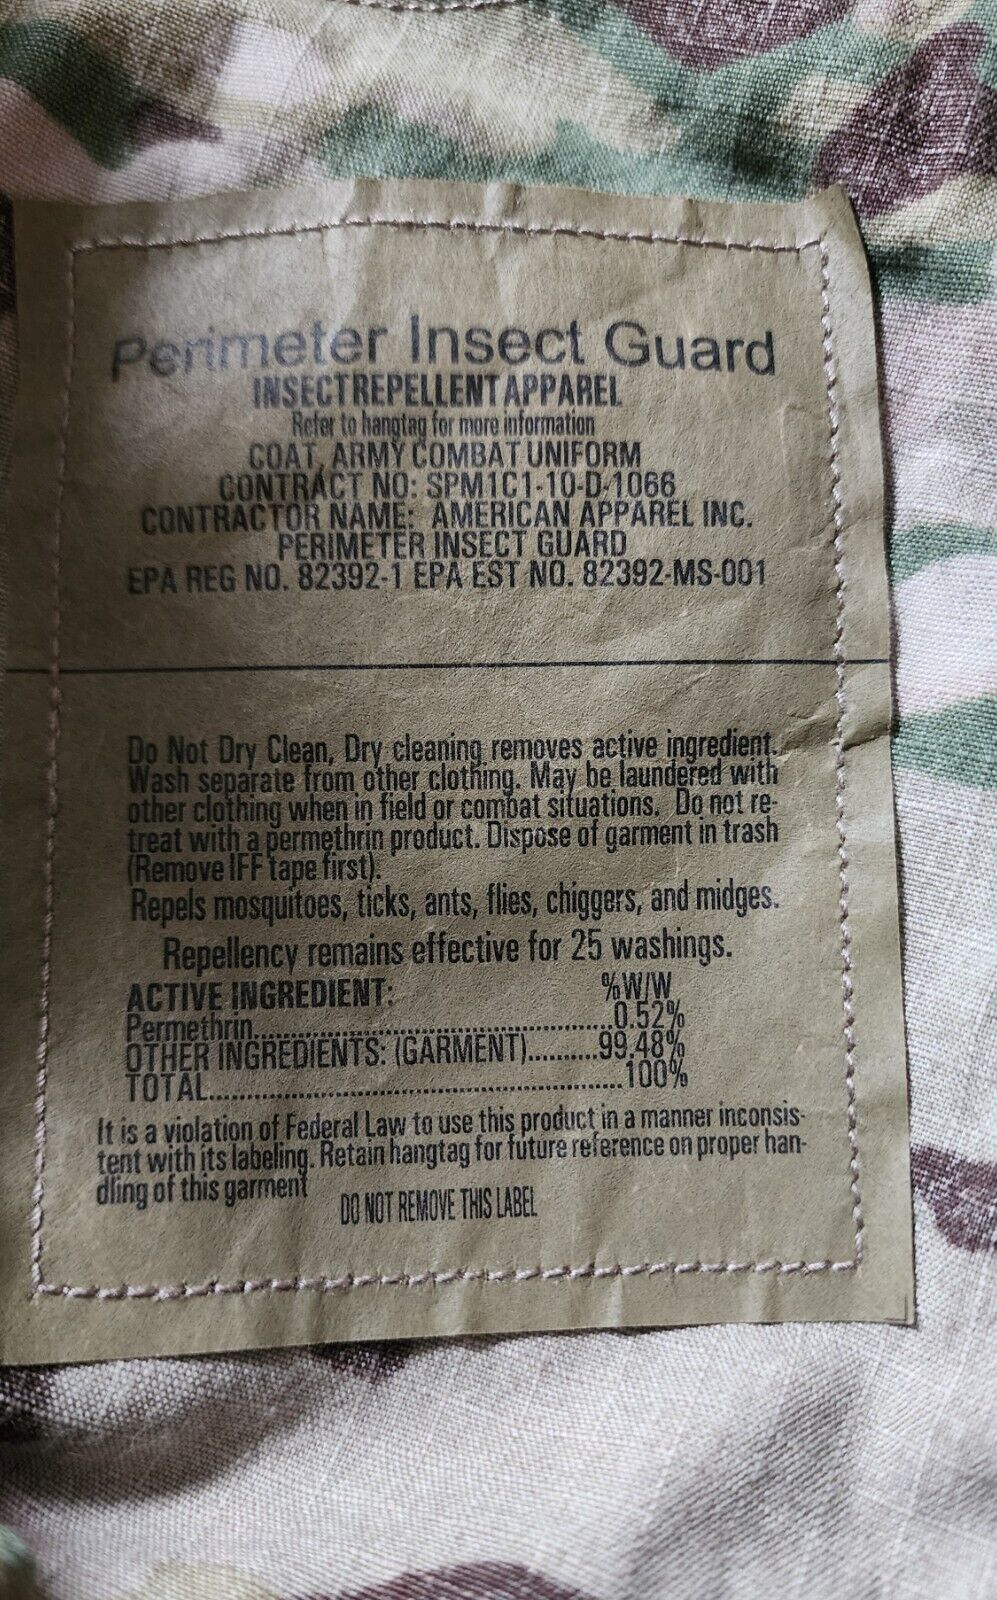 Perimeter Insect Guard
INSECT REPELLENT APPAREL
Refer to hangtag for more information
COAT, ARMY COMBAT UNIFORM
CONTRACT NO: SPM1C1-10-D-1066
CONTRACTOR NAME: AMERICAN APPAREL INC.
PERIMETER INSECT GUARD
EPA REG NO. 82392-1 EPA EST NO. 82392-MS-001
Do Not Dry Clean, Dry cleaning removes active ingredient.
Wash separate from other clothing. May be laundered with
other clothing when in field or combat situations. Do not re-
treat with a permethrin product. Dispose of garment in trash
(Remove IFF tape first).
Repels mosquitoes, ticks, ants, flies, chiggers, and midges.
Repellency remains effective for 25 washings.
ACTIVE INGREDIENT: %W/W
Permethrin..........0.52%
OTHER INGREDIENTS: (GARMENT)..........99.48%
TOTAL..........100%
It is a violation of Federal Law to use this product in a manner inconsis-
tent with its labeling. Retain hangtag for future reference on proper han-
dling of this garment
DO NOT REMOVE THIS LABEL